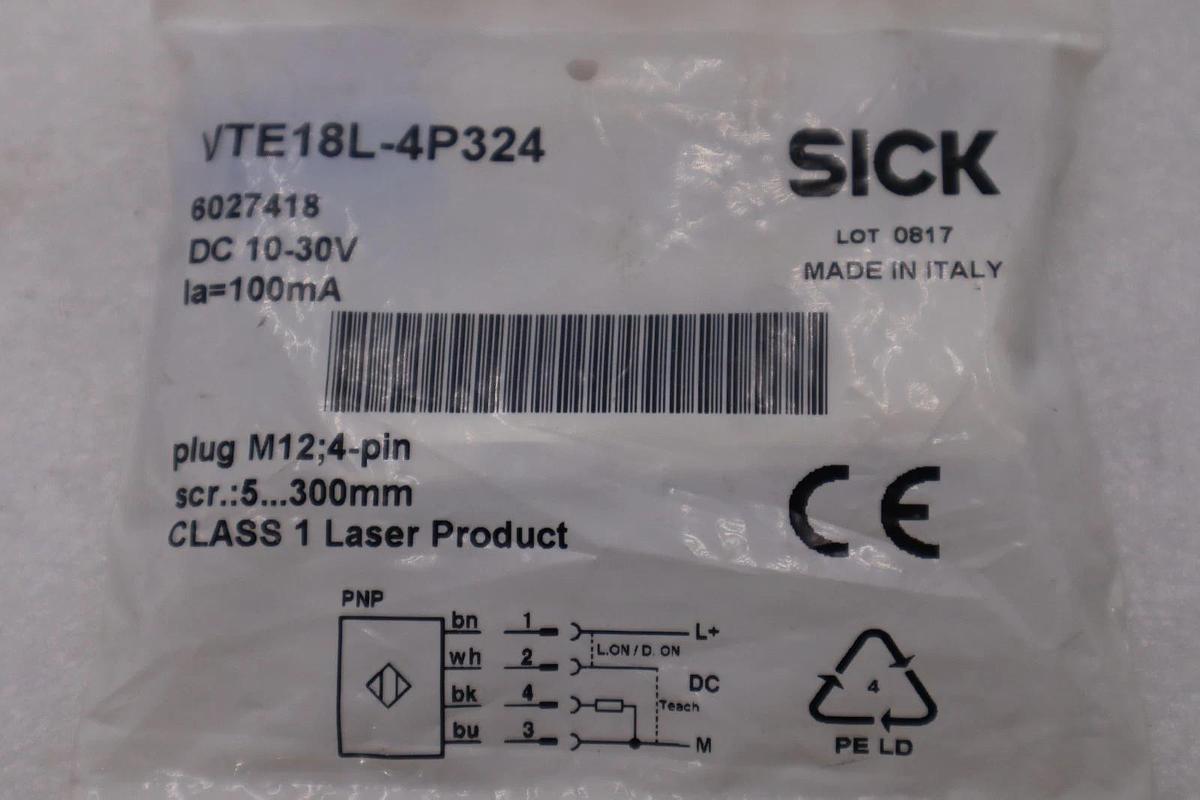 VTE18L-4P324
SICK
6027418
LOT 0817
DC 10-30V
MADE IN ITALY
Ia=100mA
plug M12;4-pin
scr.:5...300mm
CLASS 1 Laser Product
CE
PNP
bn 1 L+
L.ON / D. ON
wh 2
DC
bk 4
Teach
bu 3 M
4
PE LD